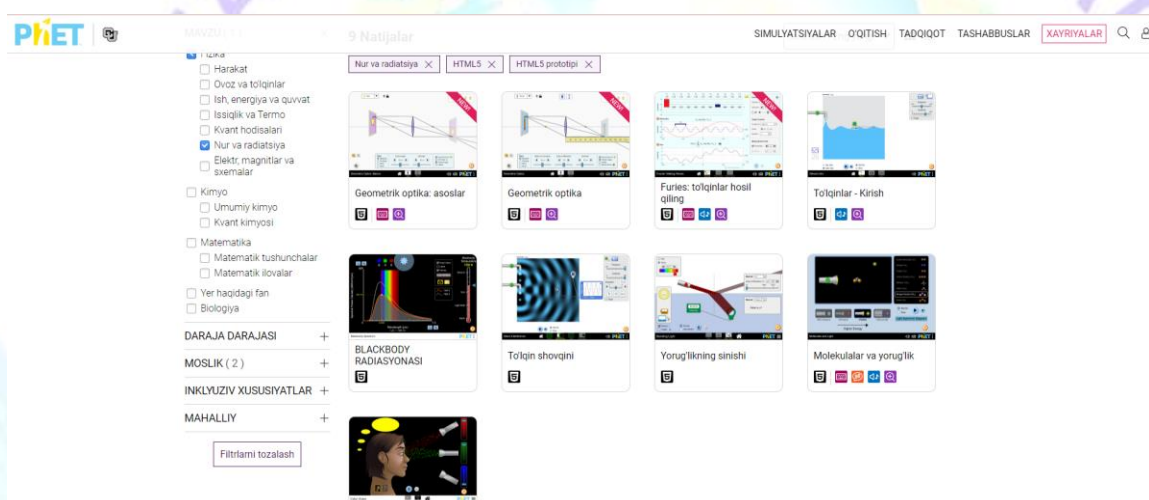 PhET
MAVZU
9 Natijalar
SIMULYATSIYALAR O'QITISH TADQIQOT TASHABBUSLAR XAYRIYALAR
Fizika
Harakat
Ovoz va to'lqinlar
Ish, energiya va quvvat
Issiqlik va Termo
Kvant hodisalari
Nur va radiatsiya
Elektr, magnitlar va
sxemalar
Kimyo
Umumiy kimyo
Kvant kimyosi
Matematika
Matematik tushunchalar
Matematik ilovalar
Yer haqidagi fan
Biologiya
DARAJA DARAJASI +
MOSLIK ( 2 ) +
INKLYUZIV XUSUSIYATLAR +
MAHALLIY +
Filtrlarni tozalash
Nur va radiatsiya × HTML5 × HTML5 prototipi ×
NEW!
NEW!
NEW!
Geometrik optika: asoslar
Geometrik optika
Furies: to'lqinlar hosil
qiling
To'lqinlar - Kirish
BLACKBODY
RADIASYONASI
To'lqin shovqini
Yorug'likning sinishi
Molekulalar va yorug'lik